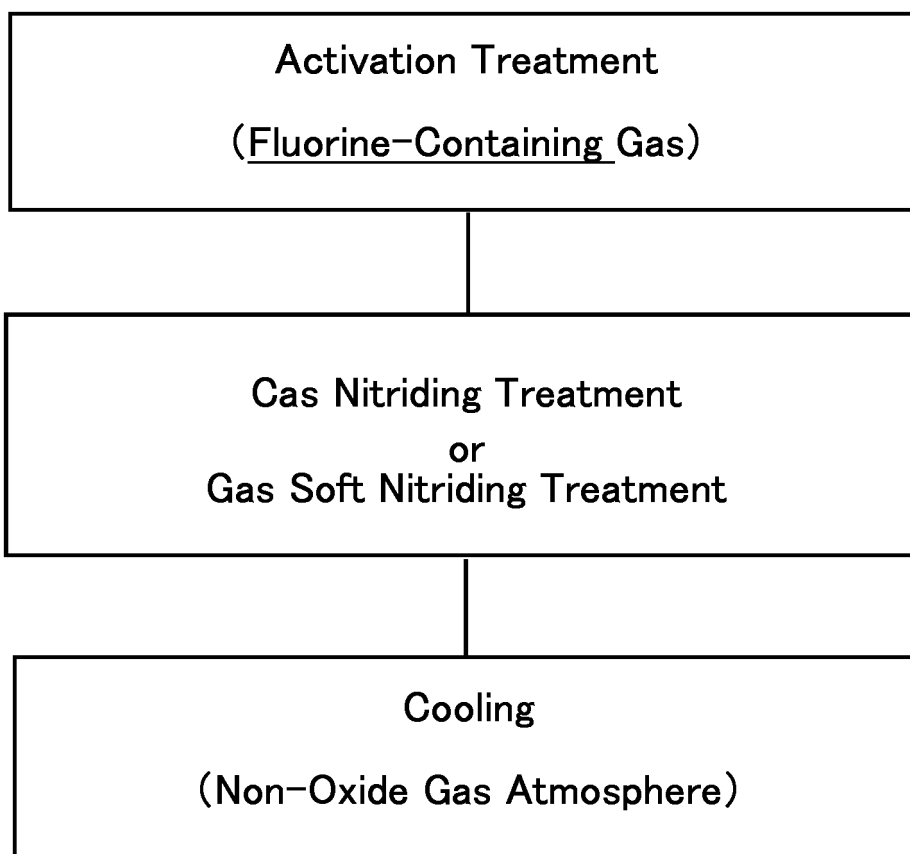 Activation Treatment
(Fluorine-Containing Gas)
Cas Nitriding Treatment
or
Gas Soft Nitriding Treatment
Cooling
(Non-Oxide Gas Atmosphere)